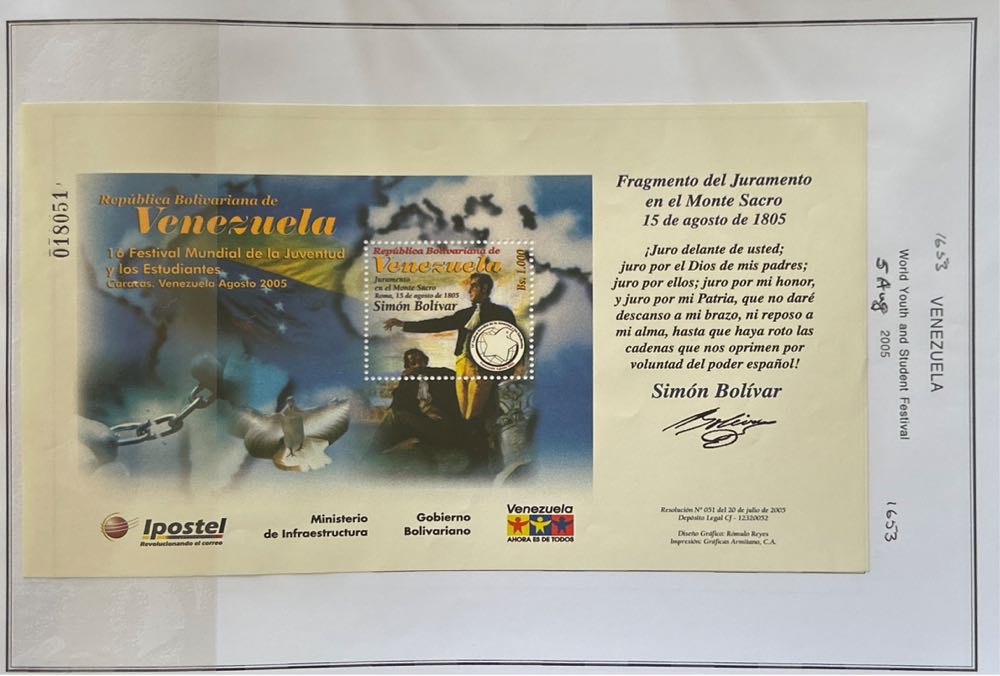 018051
República Bolivariana de
Venezuela
16 Festival Mundial de la Juventud
y los Estudiantes
Caracas. Venezuela Agosto 2005
República Bolivariana de
Venezuela
Bs. 1.000
Juramento
en el Monte Sacro
Roma, 15 de agosto de 1805
Simón Bolívar
Fragmento del Juramento
en el Monte Sacro
15 de agosto de 1805
¡Juro delante de usted;
juro por el Dios de mis padres;
juro por ellos; juro por mi honor,
y juro por mi Patria, que no daré
descanso a mi brazo, ni reposo a
mi alma, hasta que haya roto las
cadenas que nos oprimen por
voluntad del poder español!
Simón Bolívar
Bolívar
Ipostel
Revolucionando el correo
Ministerio
de Infraestructura
Gobierno
Bolivariano
Venezuela
AHORA ES DE TODOS
Resolución Nº 051 del 20 de julio de 2005
Depósito Legal CJ - 12320052
Diseño Gráfico: Rómulo Reyes
Impresión: Gráficas Armitano, C.A.
1653 VENEZUELA
World Youth and Student Festival
5 Aug 2005
1653